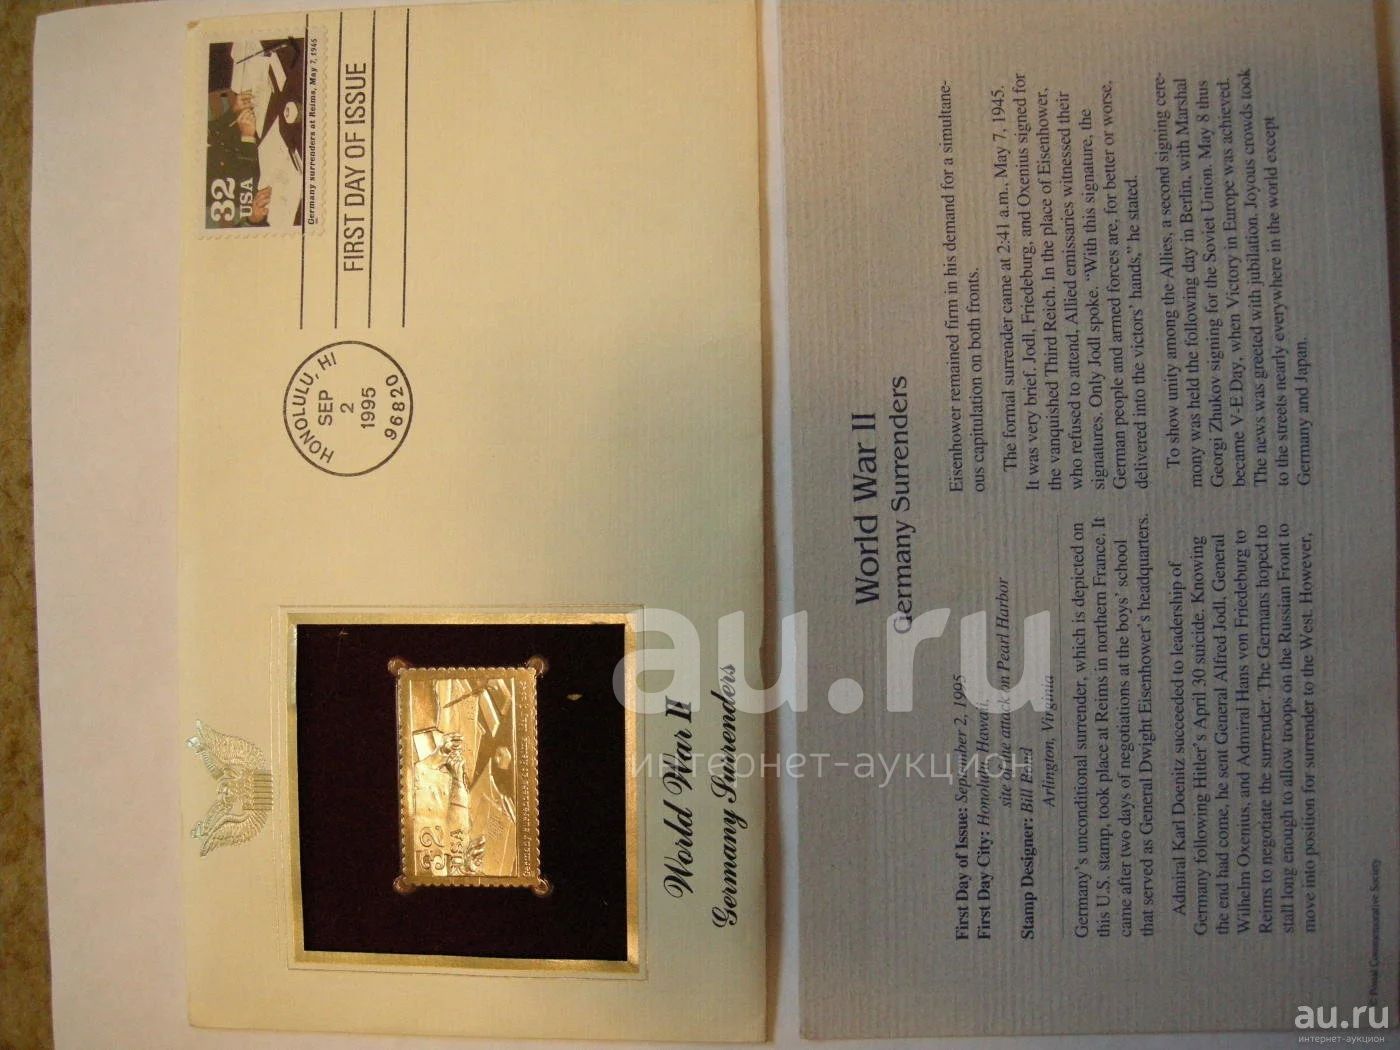 32
USA
Germany surrenders at Reims, May 7, 1945
FIRST DAY OF ISSUE
HONOLULU, HI
SEP
2
1995
96820
32
USA
Germany surrenders at Reims, May 7, 1945
World War II
Germany Surrenders
World War II
Germany Surrenders
First Day of Issue: September 2, 1995
First Day City: Honolulu, Hawaii,
site of the attack on Pearl Harbor
Stamp Designer: Bill Bond
Arlington, Virginia
Germany's unconditional surrender, which is depicted on
this U.S. stamp, took place at Reims in northern France. It
came after two days of negotiations at the boys' school
that served as General Dwight Eisenhower's headquarters.
Admiral Karl Doenitz succeeded to leadership of
Germany following Hitler's April 30 suicide. Knowing
the end had come, he sent General Alfred Jodl, General
Wilhelm Oxenius, and Admiral Hans von Friedeburg to
Reims to negotiate the surrender. The Germans hoped to
stall long enough to allow troops on the Russian Front to
move into position for surrender to the West. However,
Eisenhower remained firm in his demand for a simultane-
ous capitulation on both fronts.
The formal surrender came at 2:41 a.m., May 7, 1945.
It was very brief. Jodl, Friedeburg, and Oxenius signed for
the vanquished Third Reich. In the place of Eisenhower,
who refused to attend, Allied emissaries witnessed their
signatures. Only Jodl spoke. "With this signature, the
German people and armed forces are, for better or worse,
delivered into the victors' hands," he stated.
To show unity among the Allies, a second signing cere-
mony was held the following day in Berlin, with Marshal
Georgi Zhukov signing for the Soviet Union. May 8 thus
became V-E Day, when Victory in Europe was achieved.
The news was greeted with jubilation. Joyous crowds took
to the streets nearly everywhere in the world except
Germany and Japan.
© Postal Commemorative Society
au.ru
интернет-аукцион
au.ru
интернет-аукцион